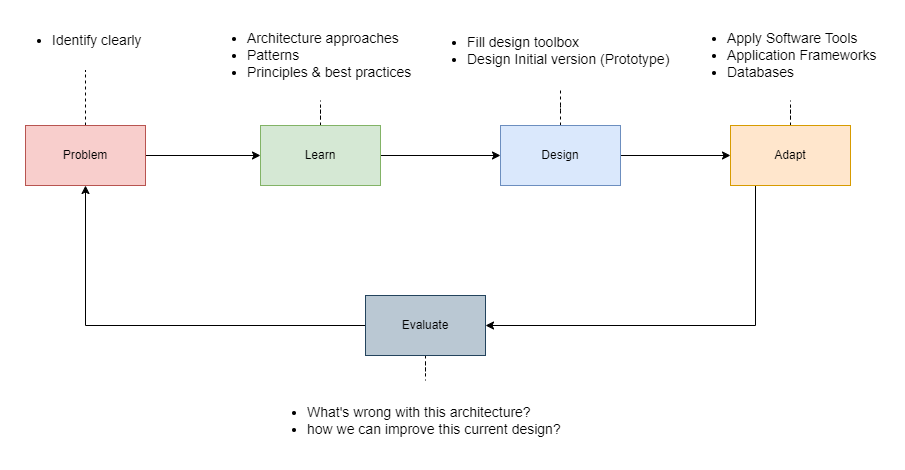 Identify clearly
Architecture approaches
Patterns
Principles & best practices
Fill design toolbox
Design Initial version (Prototype)
Apply Software Tools
Application Frameworks
Databases
Problem
Learn
Design
Adapt
Evaluate
What's wrong with this architecture?
how we can improve this current design?